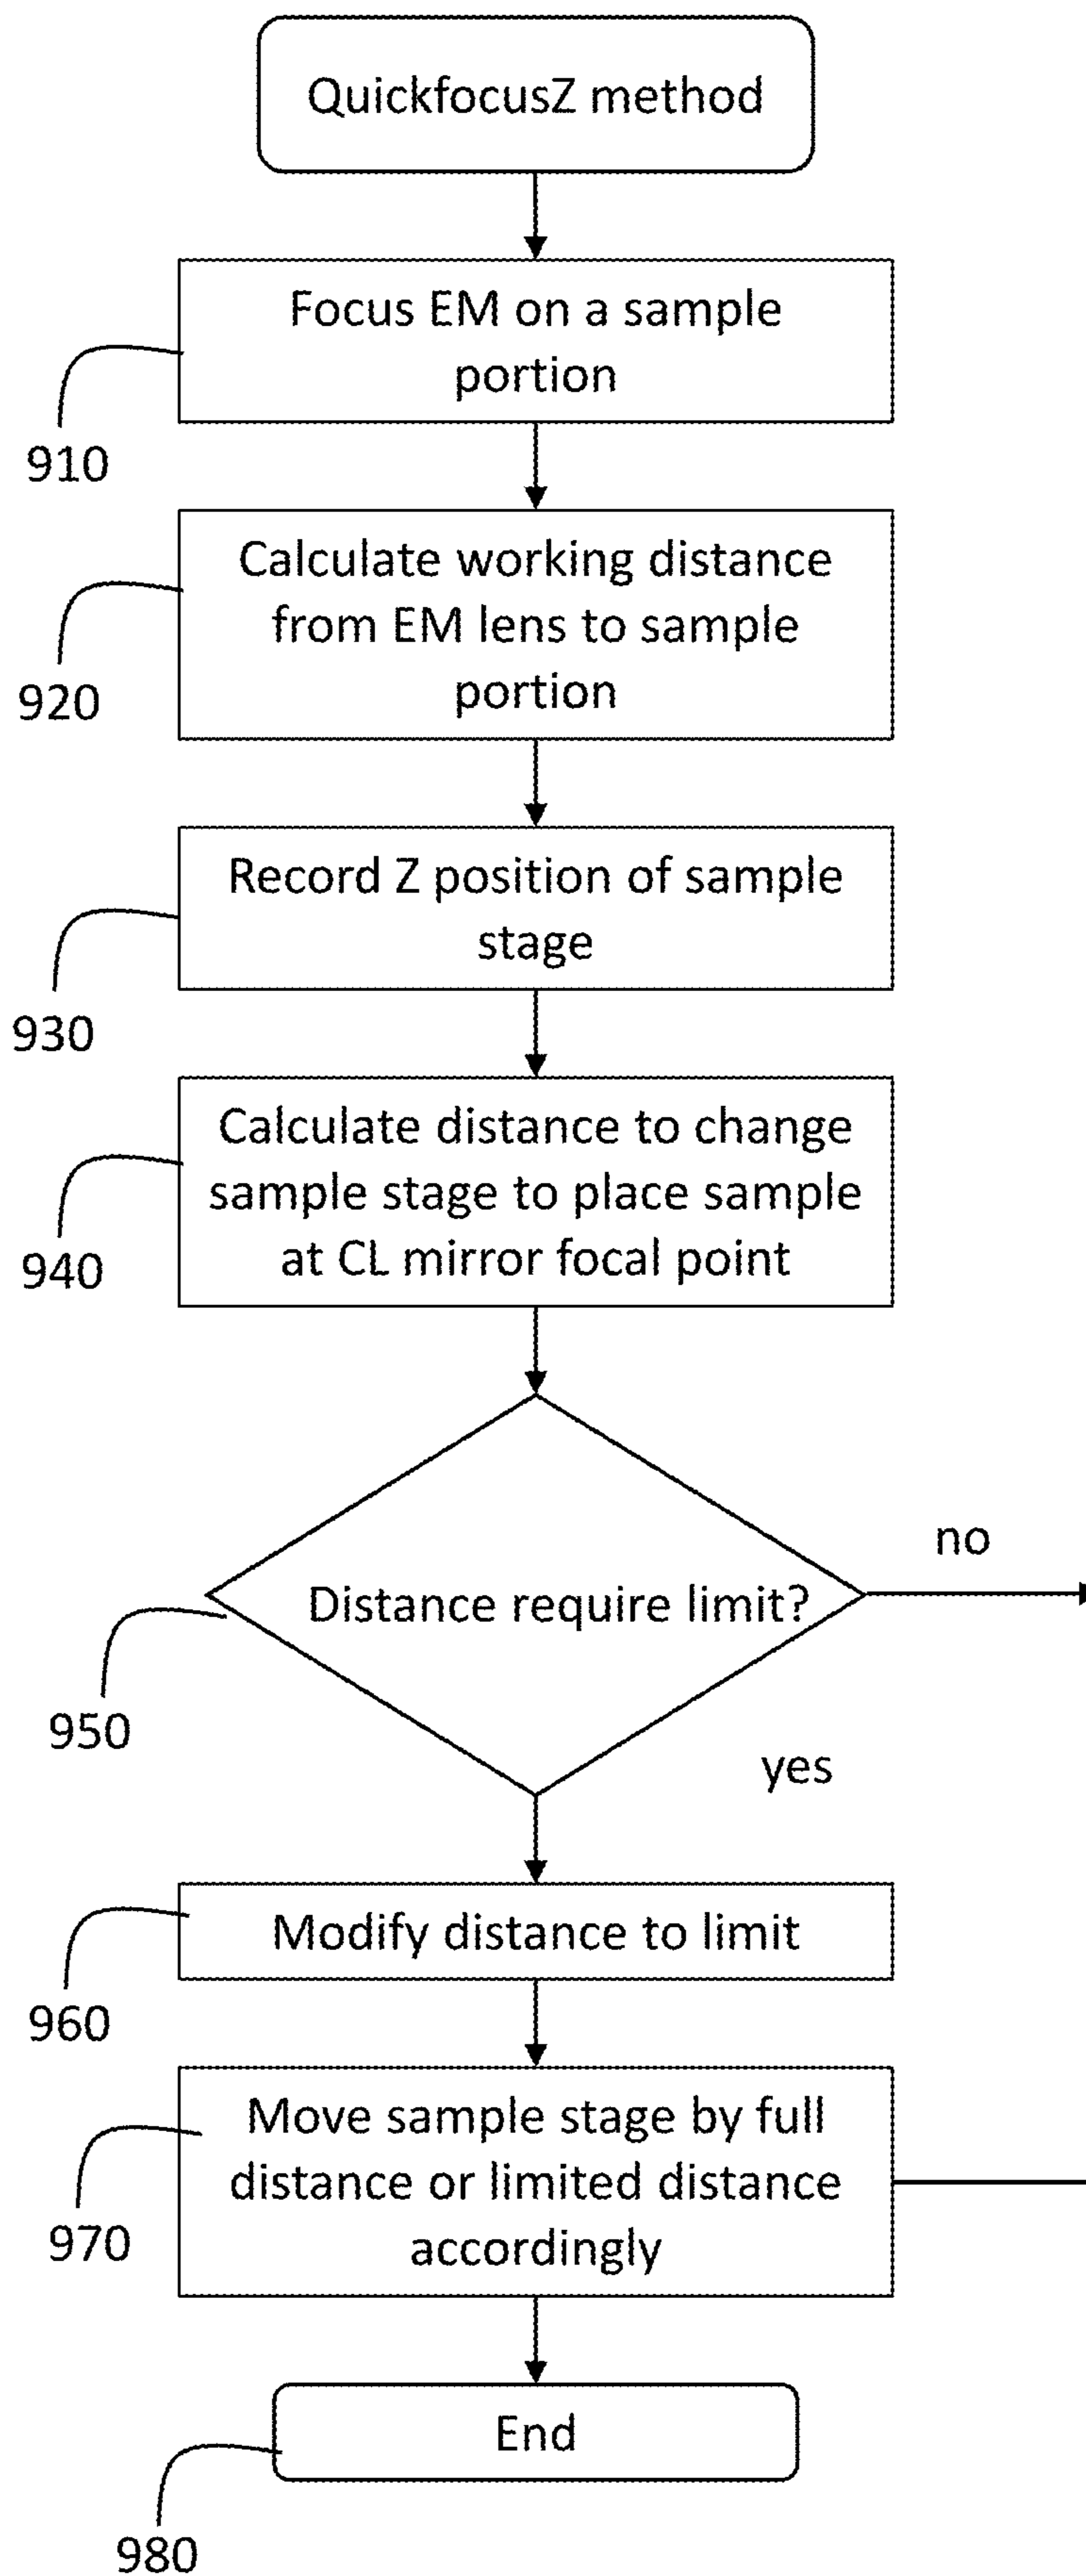 QuickfocusZ method
Focus EM on a sample
portion
910
Calculate working distance
from EM lens to sample
portion
920
Record Z position of sample
stage
930
Calculate distance to change
sample stage to place sample
at CL mirror focal point
940
no
Distance require limit?
950
yes
Modify distance to limit
960
Move sample stage by full
distance or limited distance
accordingly
970
End
980